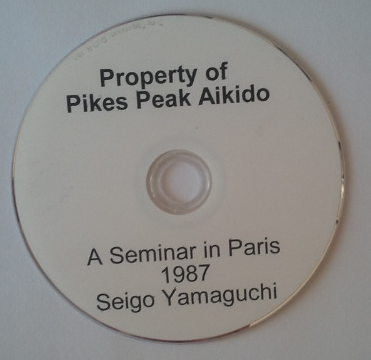 Property of
Pikes Peak Aikido
A Seminar in Paris
1987
Seigo Yamaguchi